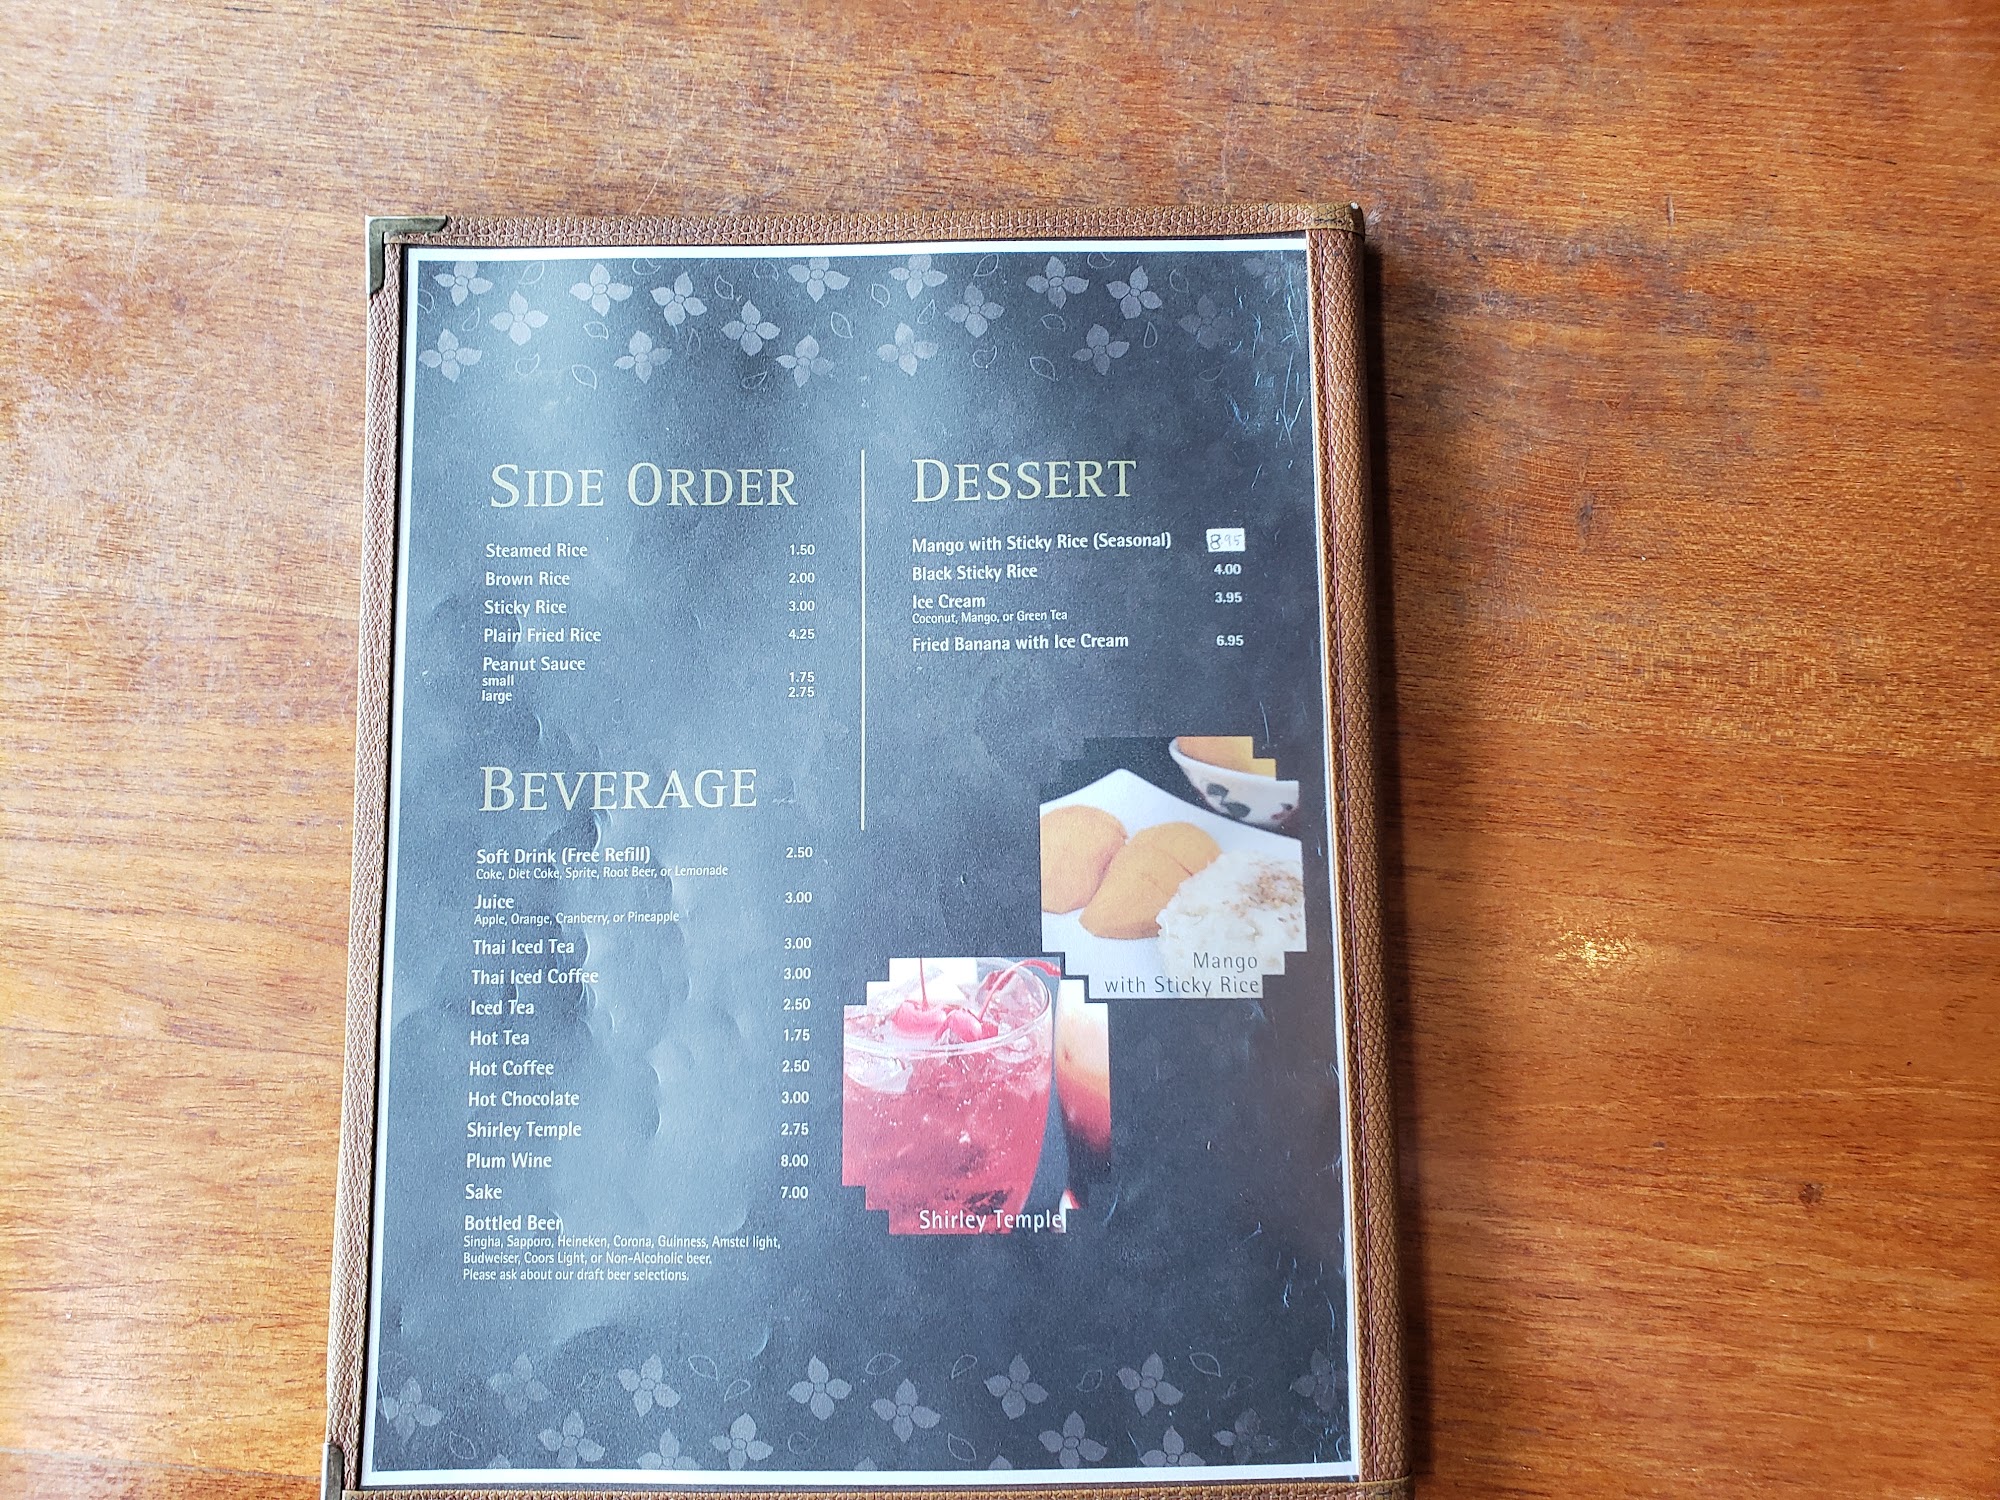 SIDE ORDER
Steamed Rice 1.50
Brown Rice 2.00
Sticky Rice 3.00
Plain Fried Rice 4.25
Peanut Sauce
small 1.75
large 2.75
BEVERAGE
Soft Drink (Free Refill) 2.50
Coke, Diet Coke, Sprite, Root Beer, or Lemonade
Juice 3.00
Apple, Orange, Cranberry, or Pineapple
Thai Iced Tea 3.00
Thai Iced Coffee 3.00
Iced Tea 2.50
Hot Tea 1.75
Hot Coffee 2.50
Hot Chocolate 3.00
Shirley Temple 2.75
Plum Wine 8.00
Sake 7.00
Bottled Beer
Singha, Sapporo, Heineken, Corona, Guinness, Amstel light,
Budweiser, Coors Light, or Non-Alcoholic beer.
Please ask about our draft beer selections.
DESSERT
Mango with Sticky Rice (Seasonal) 8.95
Black Sticky Rice 4.00
Ice Cream 3.95
Coconut, Mango, or Green Tea
Fried Banana with Ice Cream 6.95
Mango
with Sticky Rice
Shirley Temple